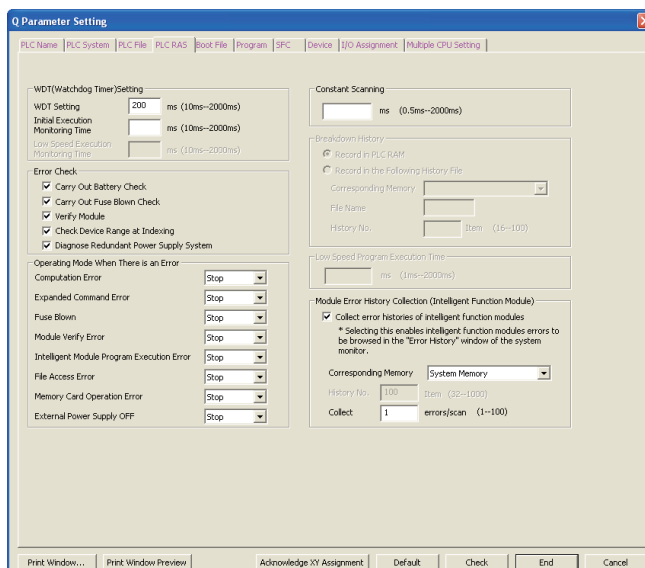 Q Parameter Setting
PLC Name PLC System PLC File PLC RAS Boot File Program SFC Device I/O Assignment Multiple CPU Setting
WDT(Watchdog Timer)Setting
WDT Setting 200 ms (10ms--2000ms)
Initial Execution
Monitoring Time ms (10ms--2000ms)
Low Speed Execution
Monitoring Time ms (10ms--2000ms)
Error Check
Carry Out Battery Check
Carry Out Fuse Blown Check
Verify Module
Check Device Range at Indexing
Diagnose Redundant Power Supply System
Operating Mode When There is an Error
Computation Error Stop
Expanded Command Error Stop
Fuse Blown Stop
Module Verify Error Stop
Intelligent Module Program Execution Error Stop
File Access Error Stop
Memory Card Operation Error Stop
External Power Supply OFF Stop
Constant Scanning
ms (0.5ms--2000ms)
Breakdown History
Record in PLC RAM
Record in the Following History File
Corresponding Memory
File Name
History No. Item (16--100)
Low Speed Program Execution Time
ms (1ms--2000ms)
Module Error History Collection (Intelligent Function Module)
Collect error histories of intelligent function modules
* Selecting this enables intelligent function modules errors to
be browsed in the "Error History" window of the system
monitor.
Corresponding Memory System Memory
History No. 100 Item (32--1000)
Collect 1 errors/scan (1--100)
Print Window... Print Window Preview Acknowledge XY Assignment Default Check End Cancel